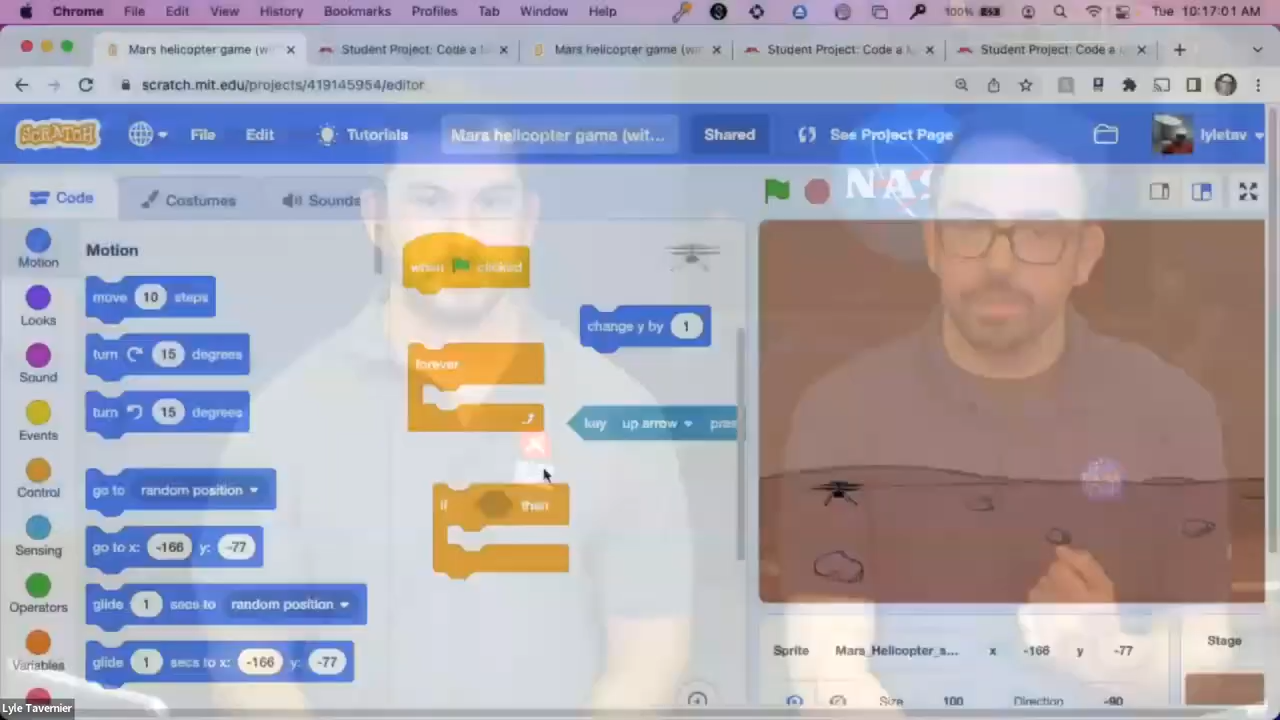 Chrome File Edit View History Bookmarks Profiles Tab Window Help 100% Tue 10:17:01 AM
Mars helicopter game (wi Student Project: Code a Mars helicopter game (wi Student Project: Code a Student Project: Code a
scratch.mit.edu/projects/419145954/editor
SCRATCH File Edit Tutorials Mars helicopter game (wit... Shared See Project Page lyletav
Code Costumes Sounds NAS
Motion Motion
Looks
Sound
Events
Control
Sensing
Operators
Variables
move 10 steps
turn 15 degrees
turn 15 degrees
go to random position
go to x: -166 y: -77
glide 1 secs to random position
glide 1 secs to x: -166 y: -77
when clicked
change y by 1
forever
key up arrow pres
if then
Sprite Mars_Helicopter_s... x -166 y -77
Size 100 Direction -90
Stage
Lyle Tavernier